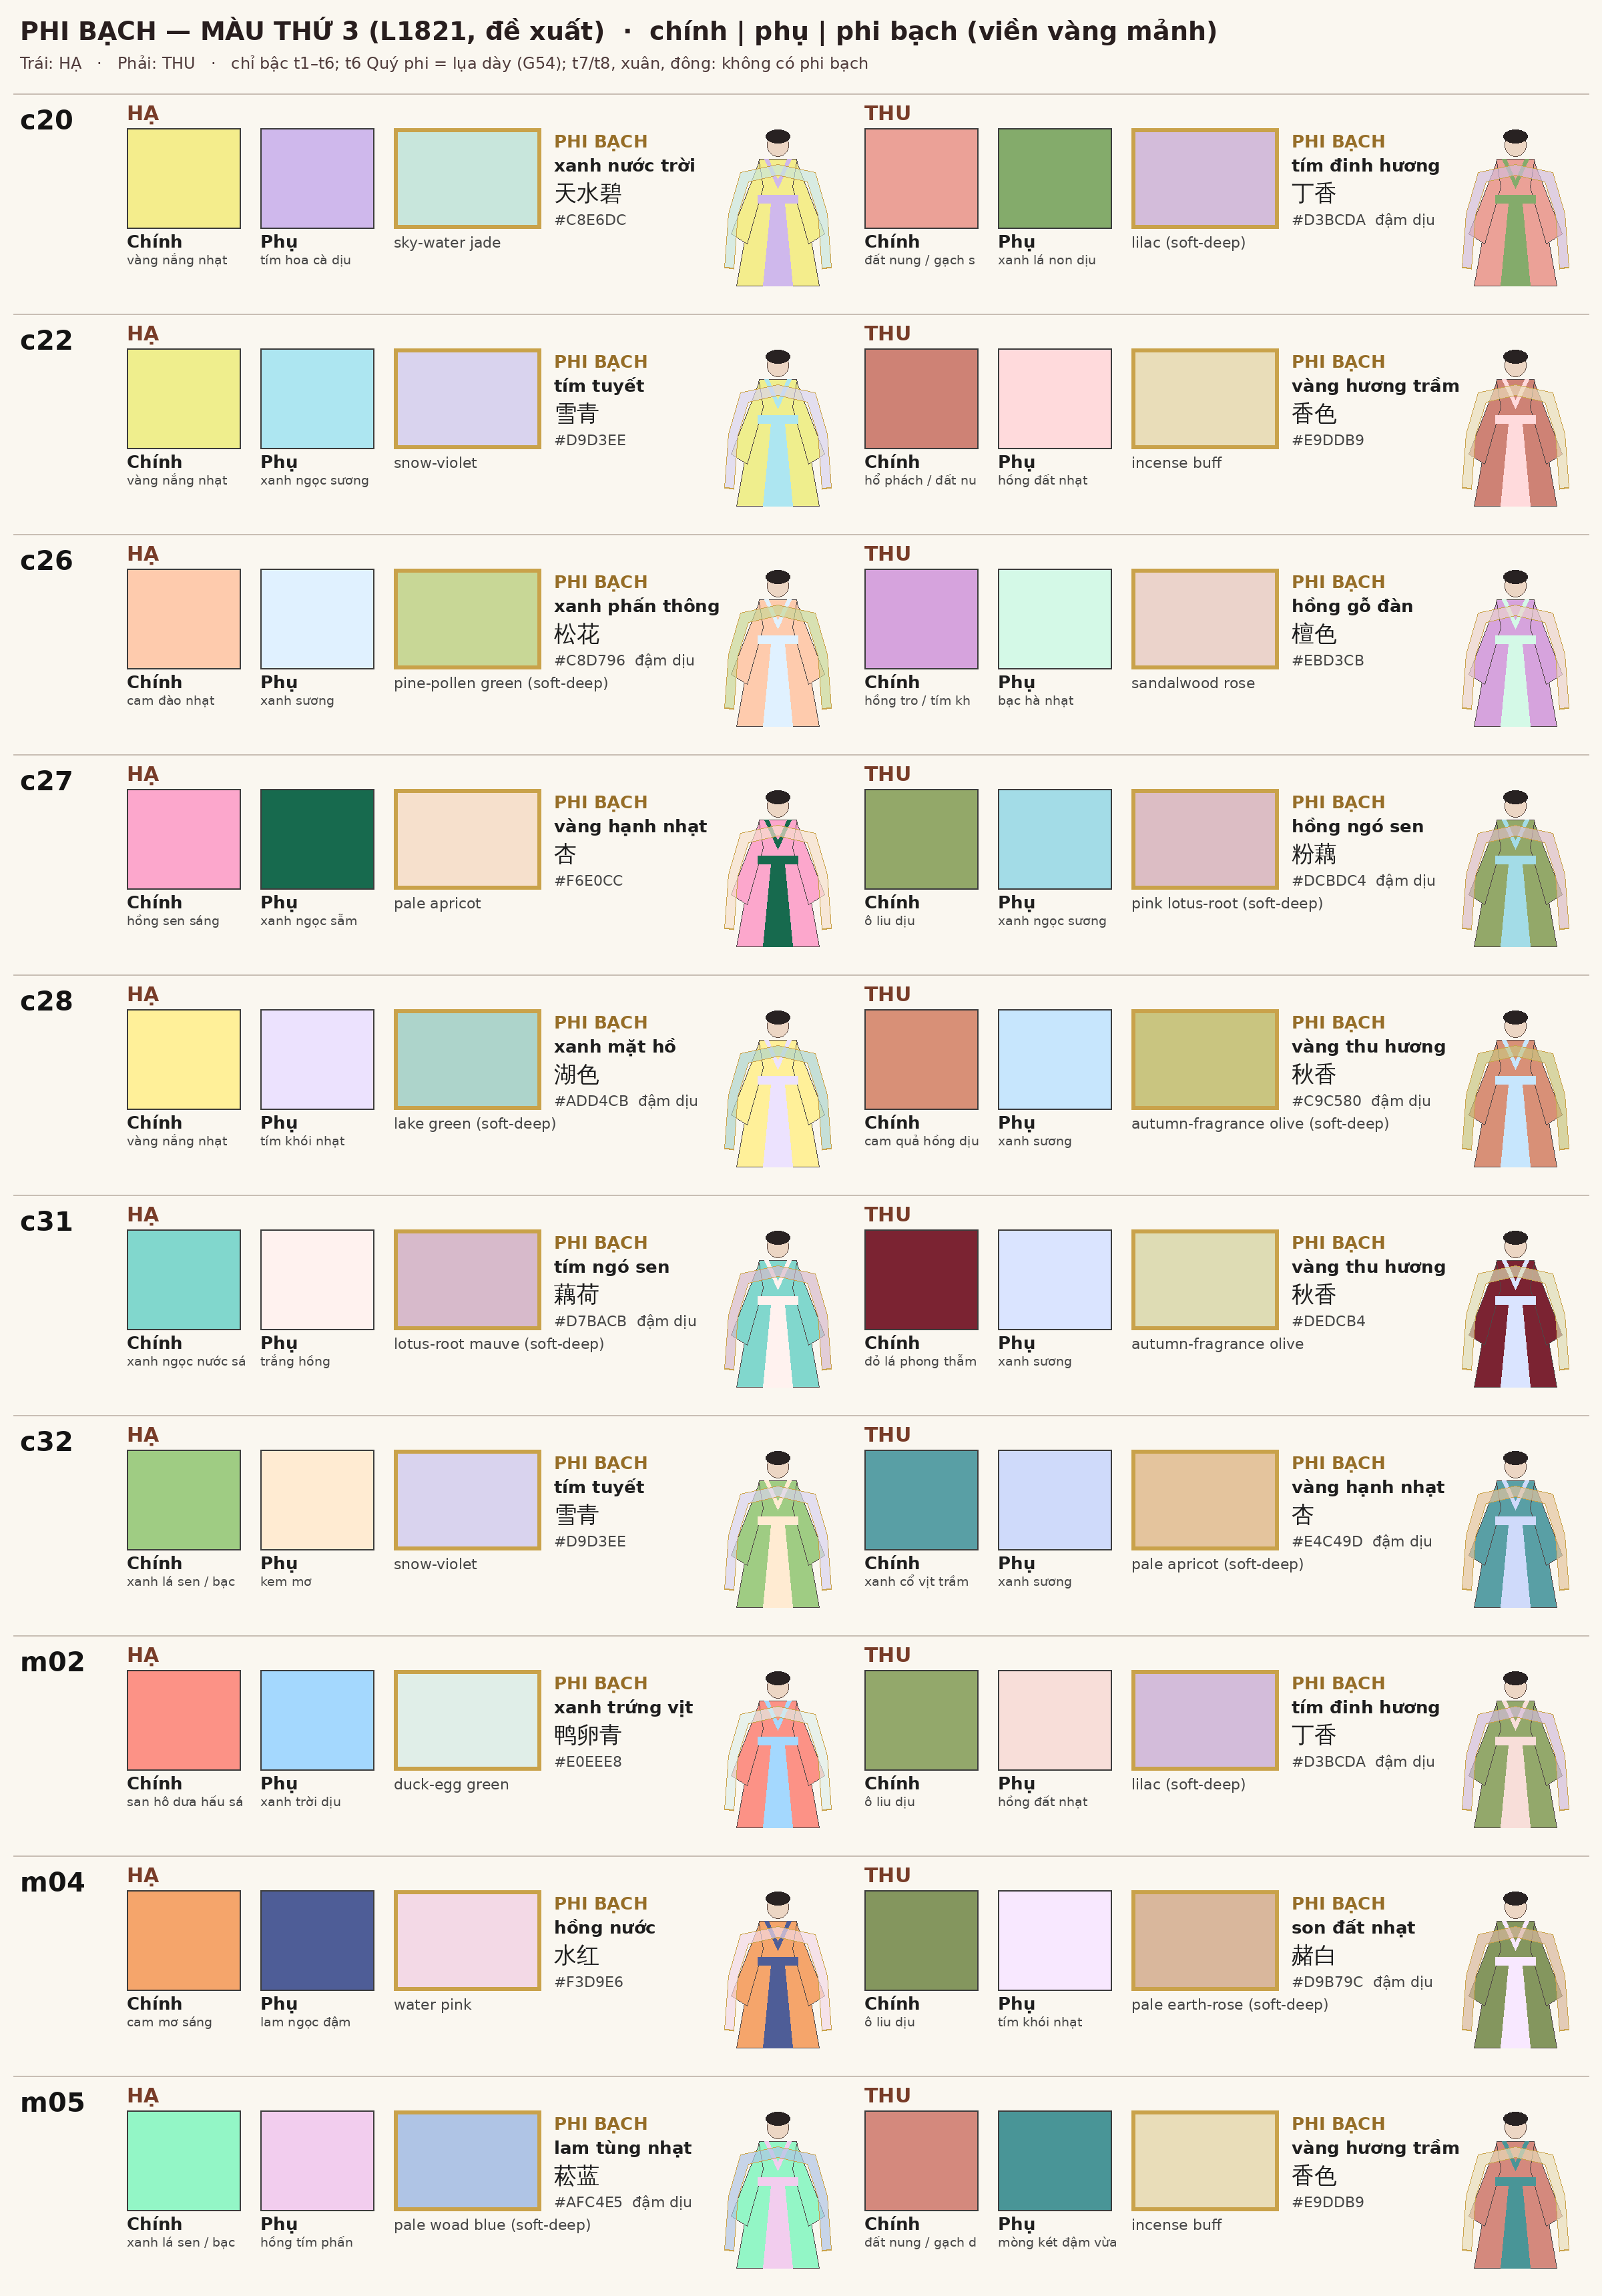 PHI BẠCH — MÀU THỨ 3 (L1821, đề xuất)  ·  chính | phụ | phi bạch (viền vàng mảnh)
Trái: HẠ   ·   Phải: THU   ·   chỉ bậc t1–t6; t6 Quý phi = lụa dày (G54); t7/t8, xuân, đông: không có phi bạch
c20
HẠ
PHI BẠCH
xanh nước trời
天水碧
#C8E6DC
Chính
vàng nắng nhạt
Phụ
tím hoa cà dịu
sky-water jade
THU
PHI BẠCH
tím đinh hương
丁香
#D3BCDA  đậm dịu
Chính
đất nung / gạch s
Phụ
xanh lá non dịu
lilac (soft-deep)
c22
HẠ
PHI BẠCH
tím tuyết
雪青
#D9D3EE
Chính
vàng nắng nhạt
Phụ
xanh ngọc sương
snow-violet
THU
PHI BẠCH
vàng hương trầm
香色
#E9DDB9
Chính
hổ phách / đất nu
Phụ
hồng đất nhạt
incense buff
c26
HẠ
PHI BẠCH
xanh phấn thông
松花
#C8D796  đậm dịu
Chính
cam đào nhạt
Phụ
xanh sương
pine-pollen green (soft-deep)
THU
PHI BẠCH
hồng gỗ đàn
檀色
#EBD3CB
Chính
hồng tro / tím kh
Phụ
bạc hà nhạt
sandalwood rose
c27
HẠ
PHI BẠCH
vàng hạnh nhạt
杏
#F6E0CC
Chính
hồng sen sáng
Phụ
xanh ngọc sẫm
pale apricot
THU
PHI BẠCH
hồng ngó sen
粉藕
#DCBDC4  đậm dịu
Chính
ô liu dịu
Phụ
xanh ngọc sương
pink lotus-root (soft-deep)
c28
HẠ
PHI BẠCH
xanh mặt hồ
湖色
#ADD4CB  đậm dịu
Chính
vàng nắng nhạt
Phụ
tím khói nhạt
lake green (soft-deep)
THU
PHI BẠCH
vàng thu hương
秋香
#C9C580  đậm dịu
Chính
cam quả hồng dịu
Phụ
xanh sương
autumn-fragrance olive (soft-deep)
c31
HẠ
PHI BẠCH
tím ngó sen
藕荷
#D7BACB  đậm dịu
Chính
xanh ngọc nước sá
Phụ
trắng hồng
lotus-root mauve (soft-deep)
THU
PHI BẠCH
vàng thu hương
秋香
#DEDCB4
Chính
đỏ lá phong thẫm
Phụ
xanh sương
autumn-fragrance olive
c32
HẠ
PHI BẠCH
tím tuyết
雪青
#D9D3EE
Chính
xanh lá sen / bạc
Phụ
kem mơ
snow-violet
THU
PHI BẠCH
vàng hạnh nhạt
杏
#E4C49D  đậm dịu
Chính
xanh cổ vịt trầm
Phụ
xanh sương
pale apricot (soft-deep)
m02
HẠ
PHI BẠCH
xanh trứng vịt
鸭卵青
#E0EEE8
Chính
san hô dưa hấu sá
Phụ
xanh trời dịu
duck-egg green
THU
PHI BẠCH
tím đinh hương
丁香
#D3BCDA  đậm dịu
Chính
ô liu dịu
Phụ
hồng đất nhạt
lilac (soft-deep)
m04
HẠ
PHI BẠCH
hồng nước
水红
#F3D9E6
Chính
cam mơ sáng
Phụ
lam ngọc đậm
water pink
THU
PHI BẠCH
son đất nhạt
赭白
#D9B79C  đậm dịu
Chính
ô liu dịu
Phụ
tím khói nhạt
pale earth-rose (soft-deep)
m05
HẠ
PHI BẠCH
lam tùng nhạt
菘蓝
#AFC4E5  đậm dịu
Chính
xanh lá sen / bạc
Phụ
hồng tím phấn
pale woad blue (soft-deep)
THU
PHI BẠCH
vàng hương trầm
香色
#E9DDB9
Chính
đất nung / gạch d
Phụ
mòng két đậm vừa
incense buff